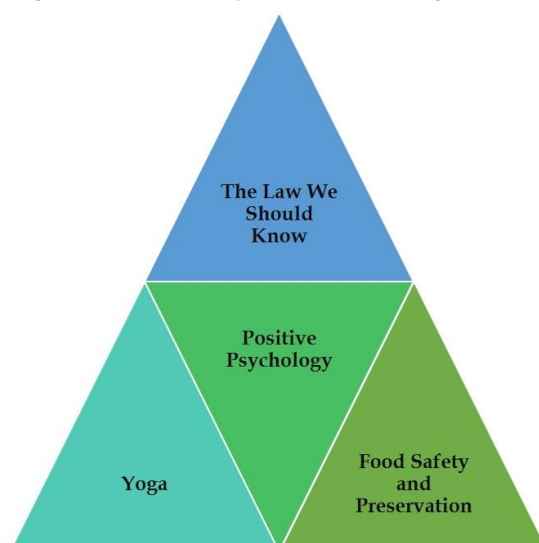 The Law We
Should
Know
Positive
Psychology
Yoga
Food Safety
and
Preservation